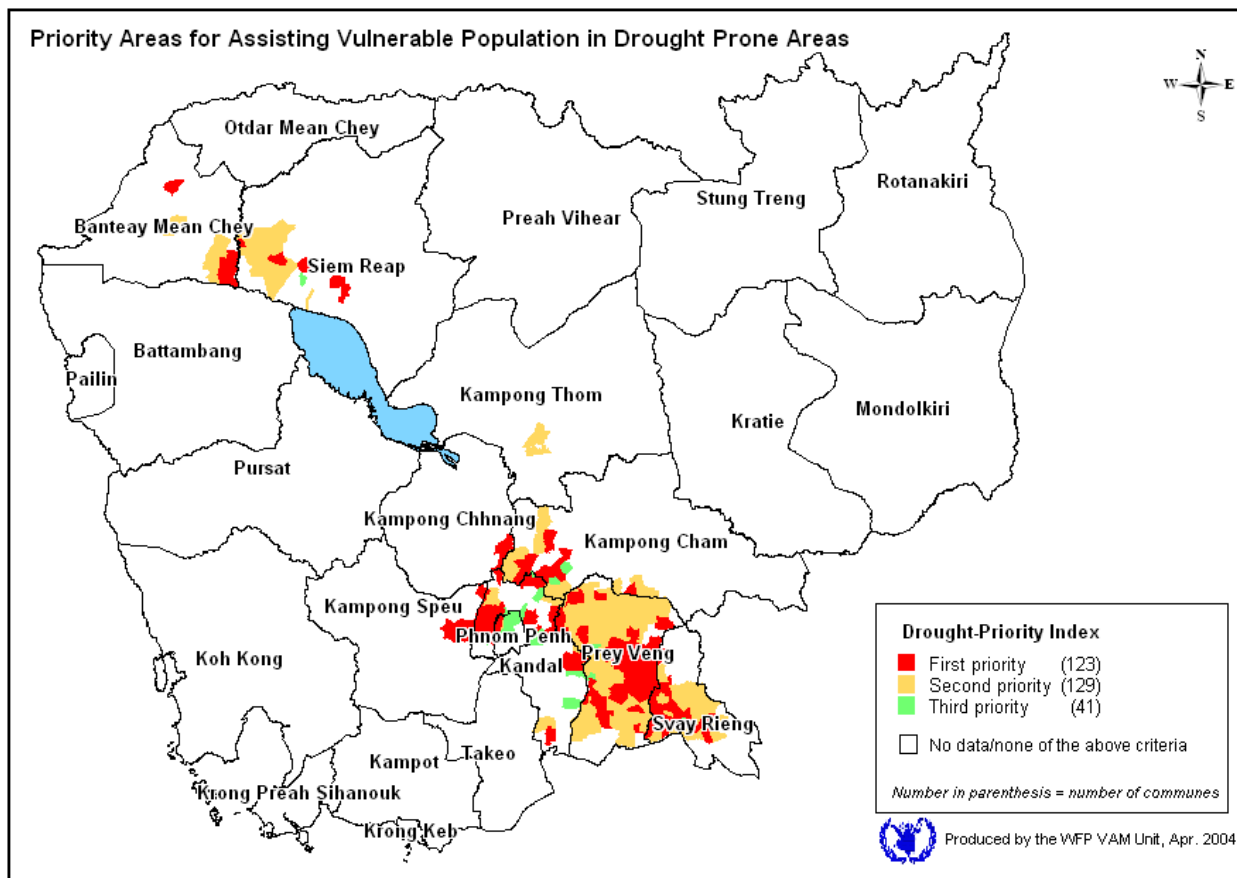 Priority Areas for Assisting Vulnerable Population in Drought Prone Areas
N
W E
S
Otdar Mean Chey
Rotanakiri
Stung Treng
Preah Vihear
Banteay Mean Chey
Siem Reap
Battambang
Pailin
Kampong Thom
Mondolkiri
Kratie
Pursat
Kampong Chhnang
Kampong Cham
Kampong Speu
Phnom Penh
Prey Veng
Koh Kong
Kandal
Svay Rieng
Takeo
Kampot
Krong Preah Sihanouk
Krong Keb
Drought-Priority Index
First priority (123)
Second priority (129)
Third priority (41)
No data/none of the above criteria
Number in parenthesis = number of communes
Produced by the WFP VAM Unit, Apr. 2004